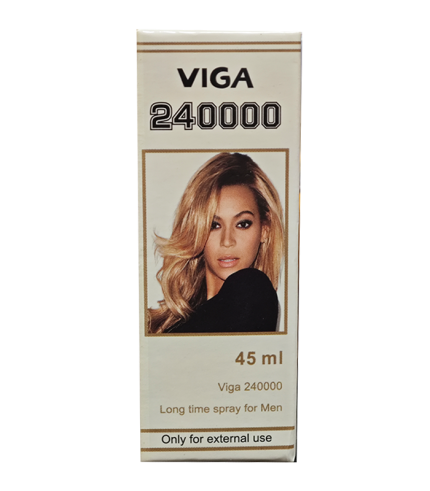 VIGA
240000
45 ml
Viga 240000
Long time spray for Men
Only for external use